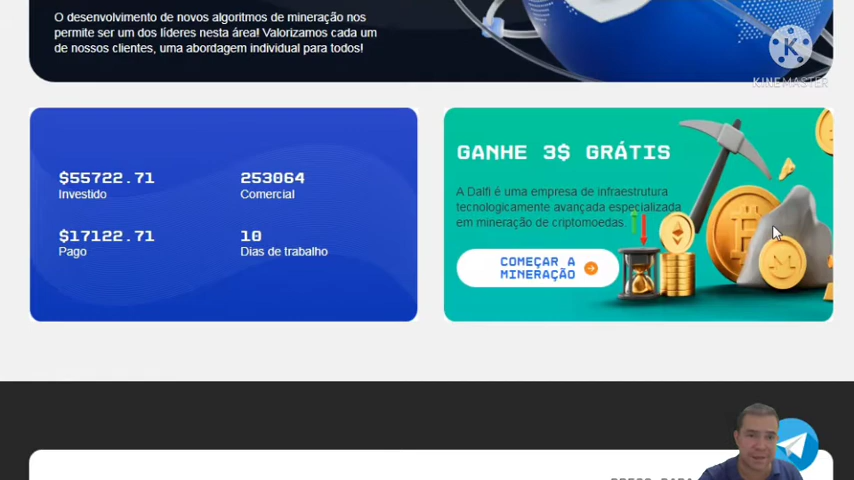 O desenvolvimento de novos algoritmos de mineração nos
permite ser um dos líderes nesta área! Valorizamos cada um
de nossos clientes, uma abordagem individual para todos!
K
KINEMASTER
$55722.71
Investido
253064
Comercial
$17122.71
Pago
10
Dias de trabalho
GANHE 3$ GRÁTIS
A Dalfi é uma empresa de infraestrutura
tecnologicamente avançada especializada
em mineração de criptomoedas.
COMEÇAR A
MINERAÇÃO